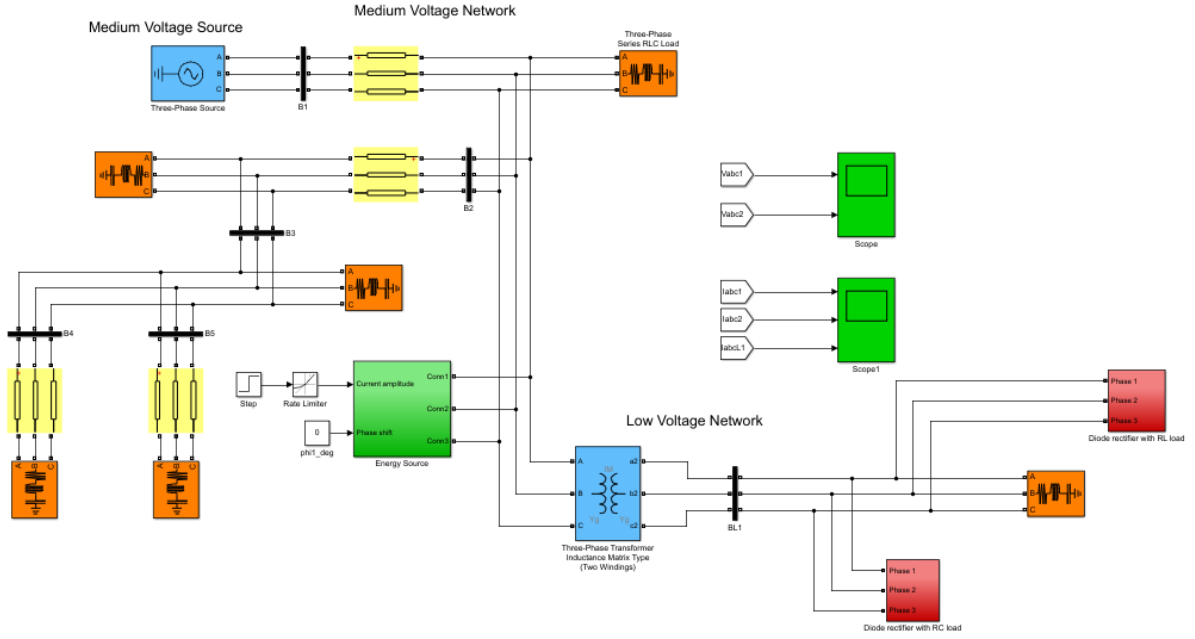 Medium Voltage Source
Medium Voltage Network
Three-Phase
Series RLC Load
A
B
C
Three-Phase Source
B1
A
B
C
A
B
C
B2
B3
A
B
C
B4
B5
A
B
C
A
B
C
Step
Rate Limiter
0
phi1_deg
Current amplitude
Phase shift
Conn1
Conn2
Conn3
Energy Source
Vabc1
Vabc2
Scope
Iabc1
Iabc2
IabcL1
Scope1
Low Voltage Network
A
B
C
IM
Yg
Yg
a2
b2
c2
Three-Phase Transformer
Inductance Matrix Type
(Two Windings)
BL1
Phase 1
Phase 2
Phase 3
Diode rectifier with RL load
A
B
C
Phase 1
Phase 2
Phase 3
Diode rectifier with RC load